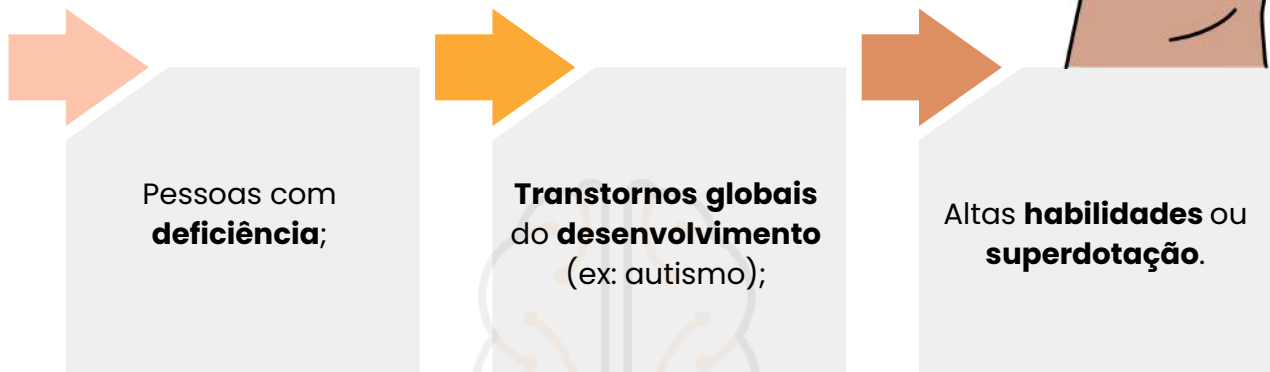 Pessoas com
deficiência;
Transtornos globais
do desenvolvimento
(ex: autismo);
Altas habilidades ou
superdotação.